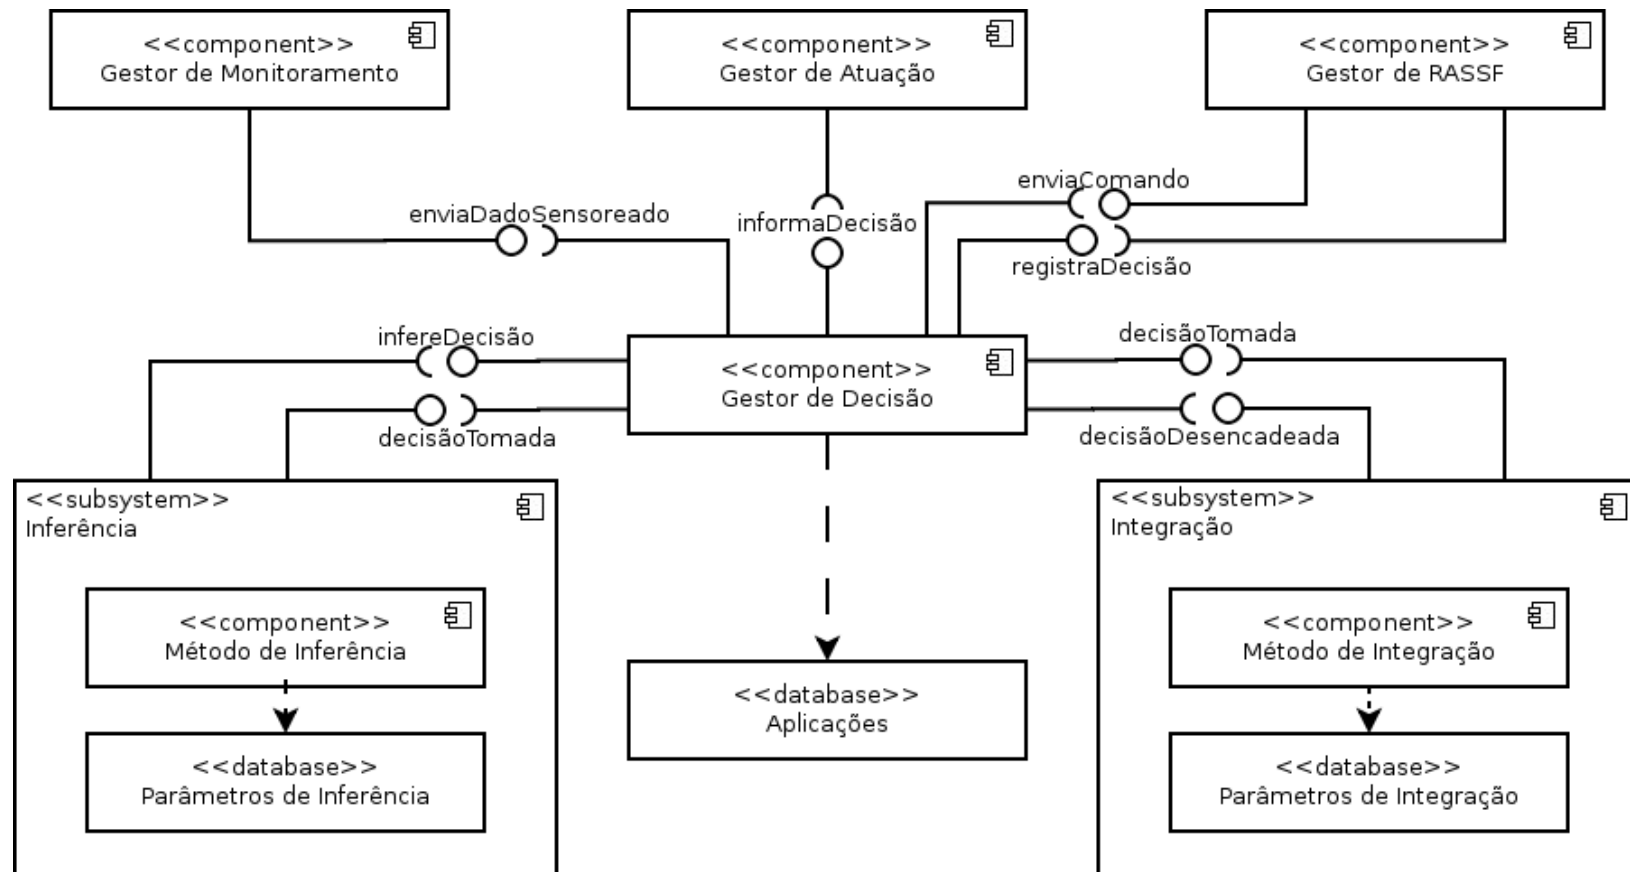 <<component>>
Gestor de Monitoramento
<<component>>
Gestor de Atuação
<<component>>
Gestor de RASSF
enviaComando
enviaDadoSensoreado
informaDecisão
registraDecisão
infereDecisão
decisãoTomada
<<component>>
Gestor de Decisão
decisãoTomada
decisãoDesencadeada
<<subsystem>>
Inferência
<<subsystem>>
Integração
<<component>>
Método de Inferência
<<component>>
Método de Integração
<<database>>
Aplicações
<<database>>
Parâmetros de Inferência
<<database>>
Parâmetros de Integração